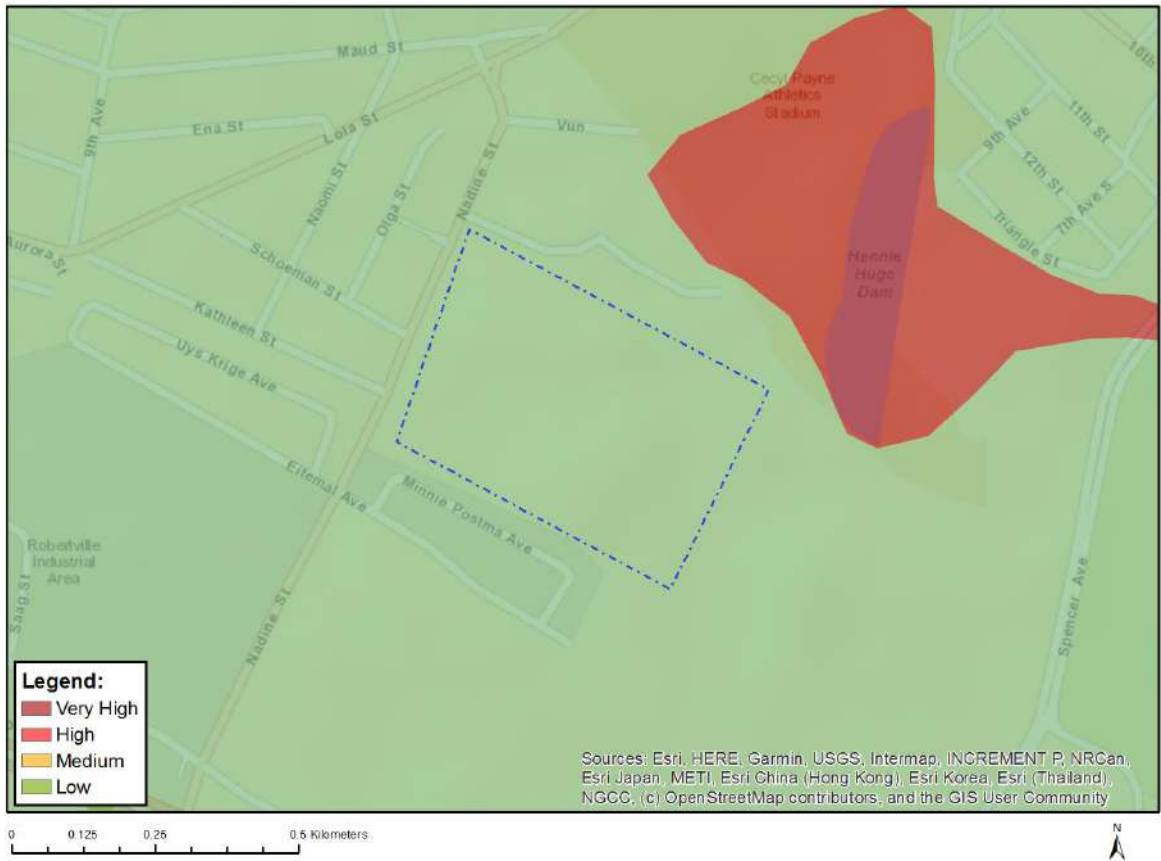 Maud St
Cecyl Payne
Athletics
Stadium
10th
11th St
9th Ave
Ena St
Lola St
Vun
9th Ave
12th St
Naomi St
Olga St
Nadine St
7th Ave S
Triangle St
Aurora St
Schoeman St
Hennie
Hugo
Dam
Kathleen St
Uys Krige Ave
Eitemal Ave
Minnie Postma Ave
Robertville
Industrial
Area
Saag St
Nadine St
Spencer Ave
Legend:
Very High
High
Medium
Low
Sources: Esri, HERE, Garmin, USGS, Intermap, INCREMENT P, NRCan,
Esri Japan, METI, Esri China (Hong Kong), Esri Korea, Esri (Thailand),
NGCC, (c) OpenStreetMap contributors, and the GIS User Community
0 0.125 0.25 0.5 Kilometers
N